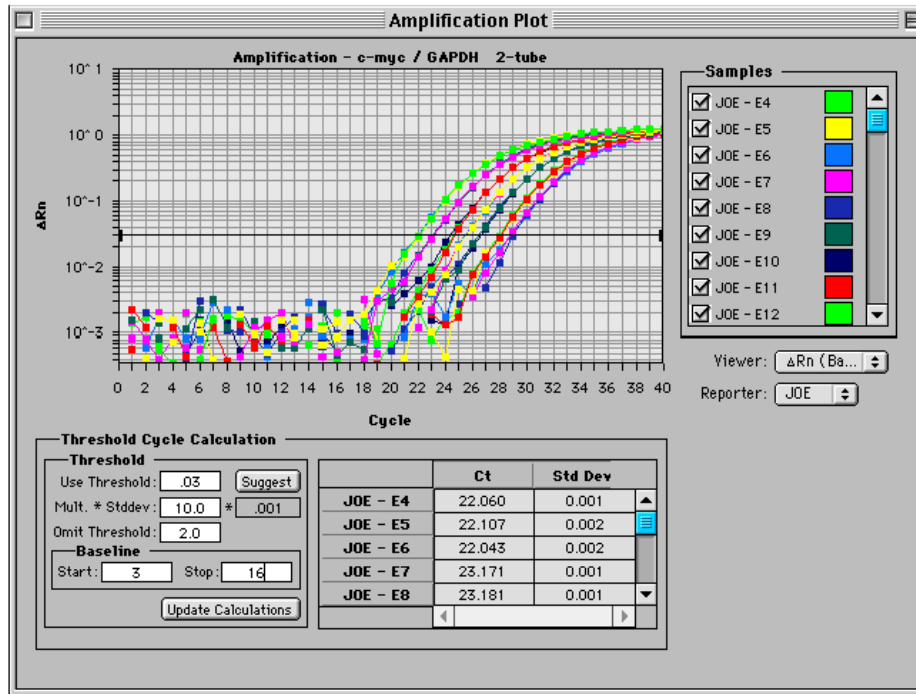 Amplification Plot
Amplification - c-myc / GAPDH 2-tube
10^ 1
10^ 0
10^-1
10^-2
10^-3
ΔRn
0 2 4 6 8 10 12 14 16 18 20 22 24 26 28 30 32 34 36 38 40
Cycle
Samples
JOE - E4
JOE - E5
JOE - E6
JOE - E7
JOE - E8
JOE - E9
JOE - E10
JOE - E11
JOE - E12
Viewer: ΔRn (Ba...
Reporter: JOE
Threshold Cycle Calculation
Threshold
Use Threshold: .03 Suggest
Mult. * Stddev: 10.0 * .001
Omit Threshold: 2.0
Baseline
Start: 3 Stop: 16
Update Calculations
Ct Std Dev
JOE - E4 22.060 0.001
JOE - E5 22.107 0.002
JOE - E6 22.043 0.002
JOE - E7 23.171 0.001
JOE - E8 23.181 0.001